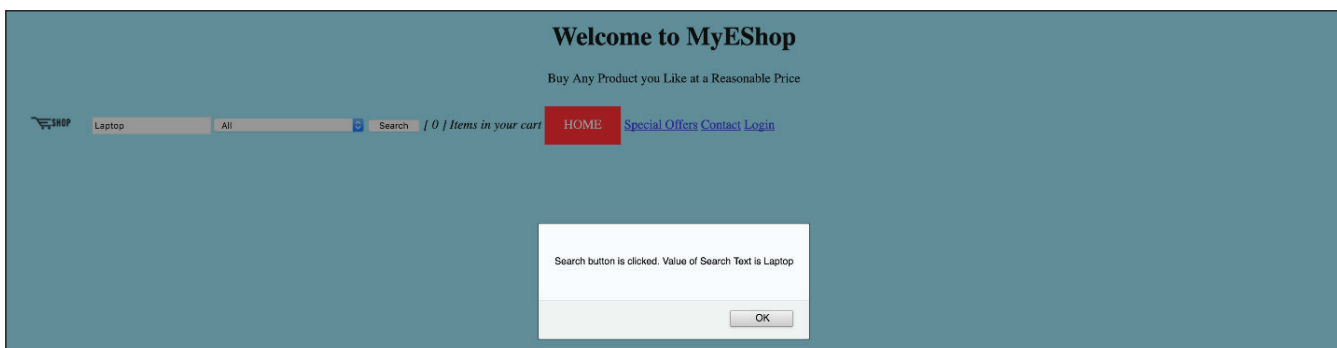 Welcome to MyEShop
Buy Any Product you Like at a Reasonable Price
SHOP Laptop All Search [ 0 ] Items in your cart HOME Special Offers Contact Login
Search button is clicked. Value of Search Text is Laptop
OK